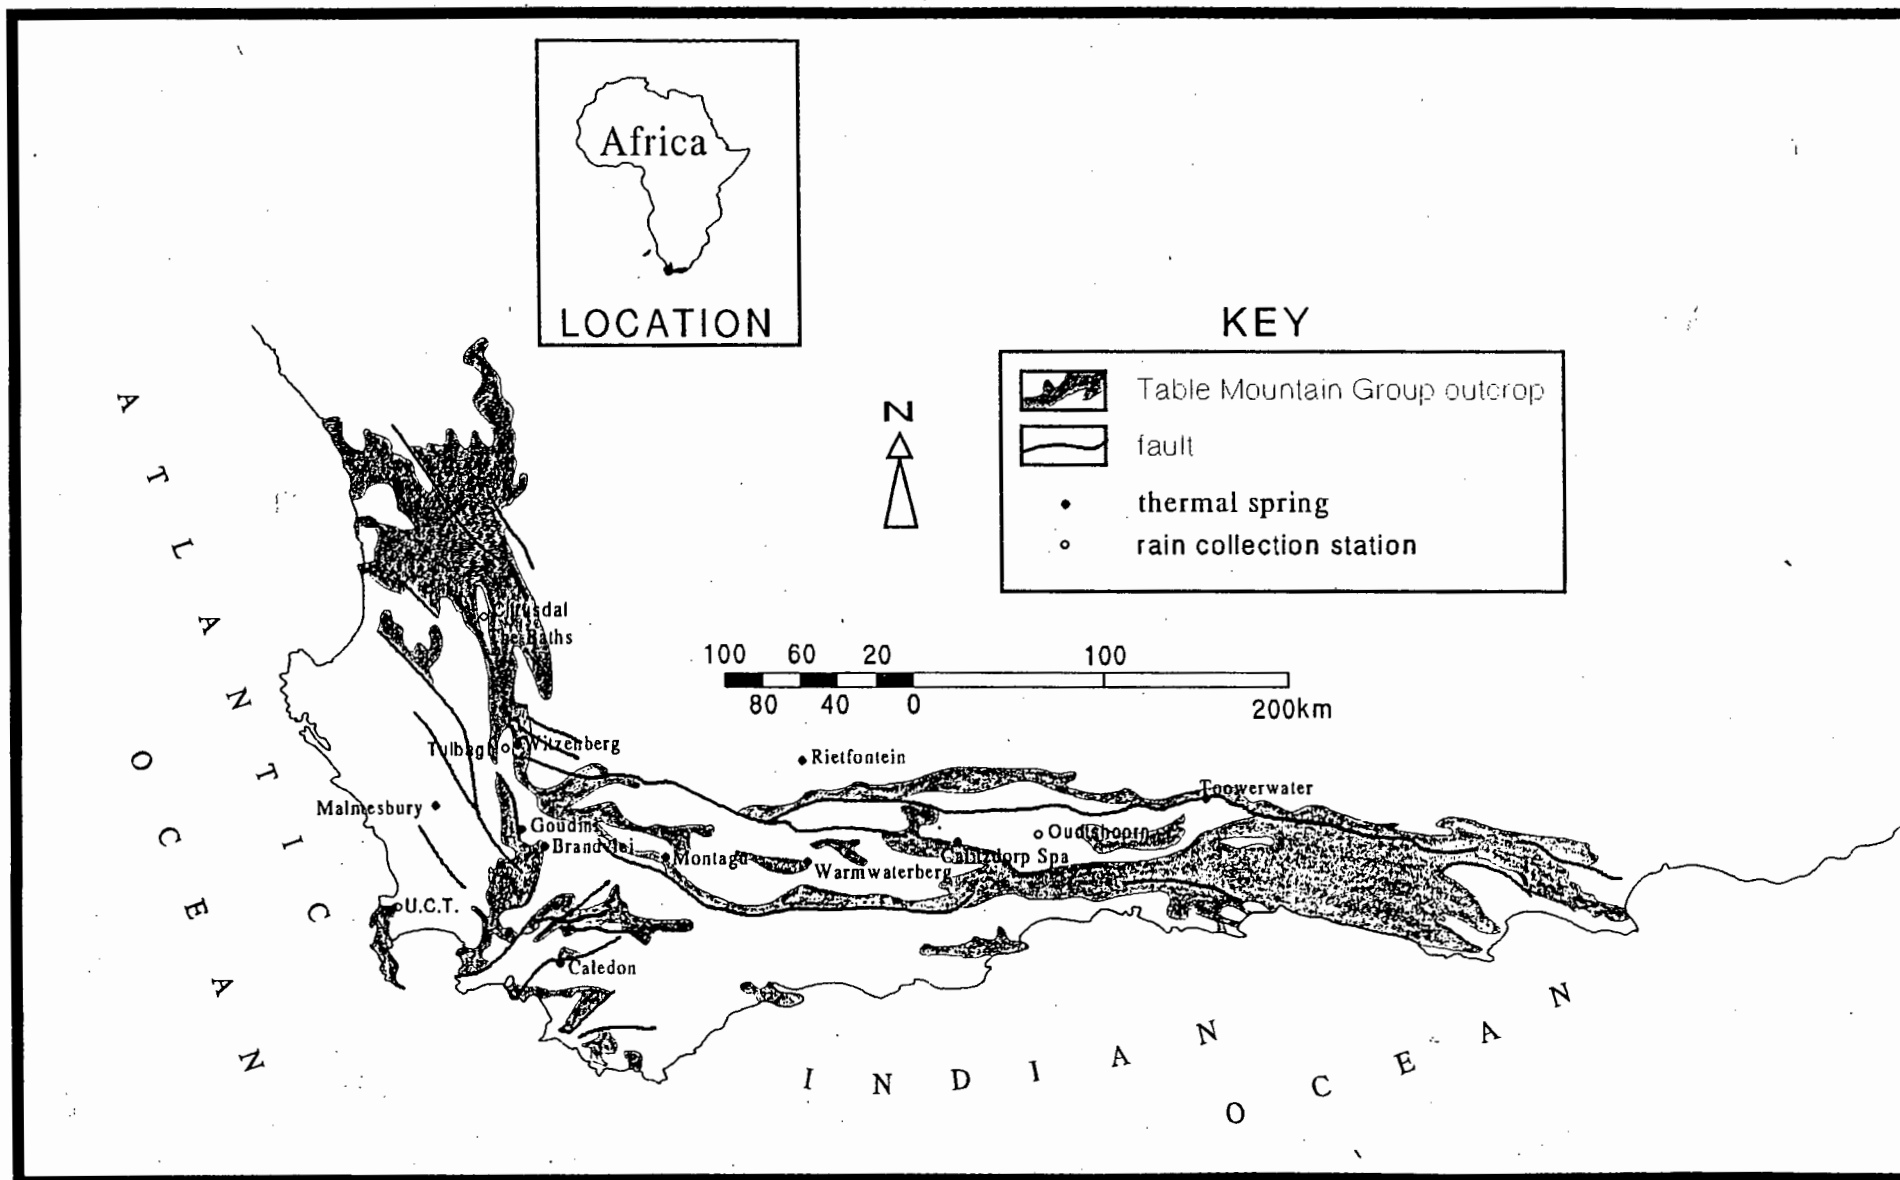 Africa
LOCATION
KEY
Table Mountain Group outcrop
fault
thermal spring
rain collection station
N
100 60 20 100
80 40 0 200km
ATLANTIC
OCEAN
Citrusdal
The Baths
Tulbagh
Witzenberg
Rietfontein
Malmesbury
Goudini
Brandvlei
Montagu
Warmwaterberg
Calitzdorp Spa
Oudtshoorn
Toowerwater
U.C.T.
Caledon
INDIAN
OCEAN